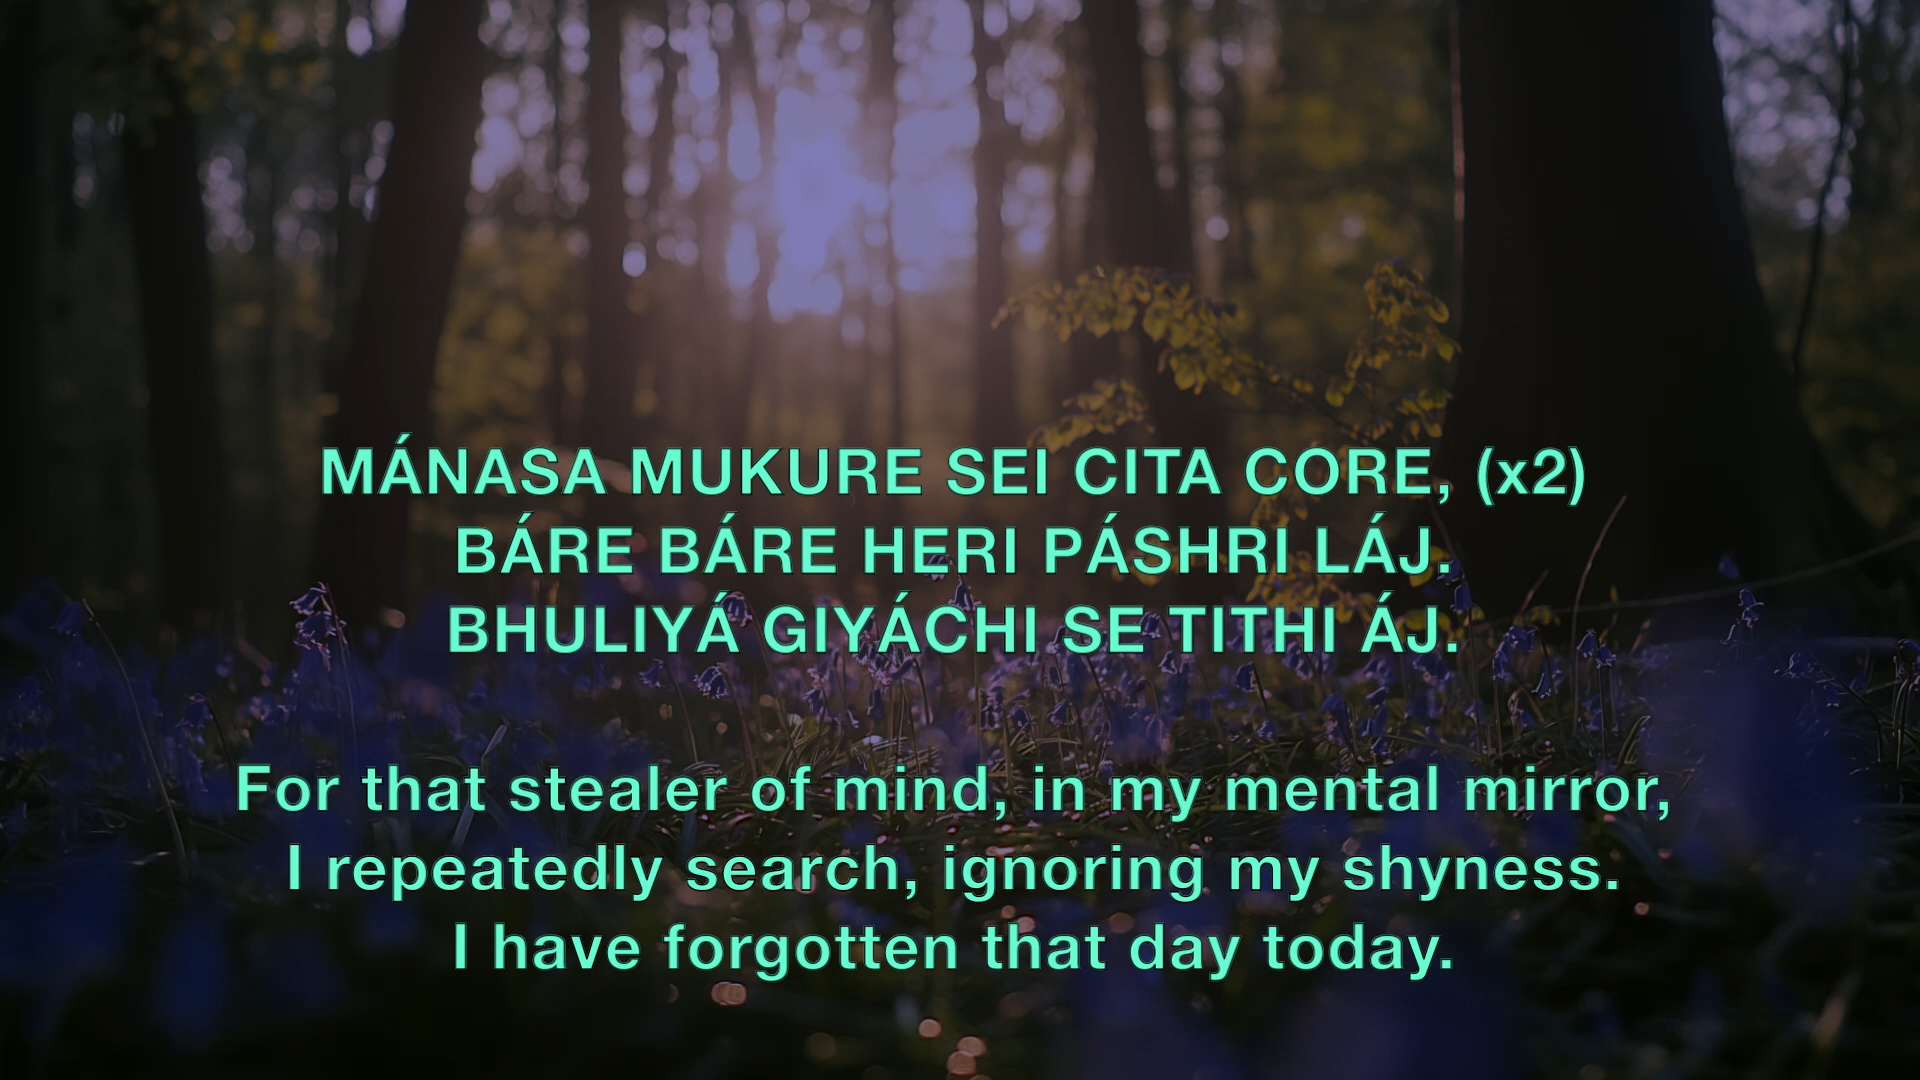 MÁNASA MUKURE SEI CITA CORE, (x2)
BÁRE BÁRE HERI PÁSHRI LÁJ.
BHULIYÁ GIYÁCHI SE TITHI ÁJ.
For that stealer of mind, in my mental mirror,
I repeatedly search, ignoring my shyness.
I have forgotten that day today.